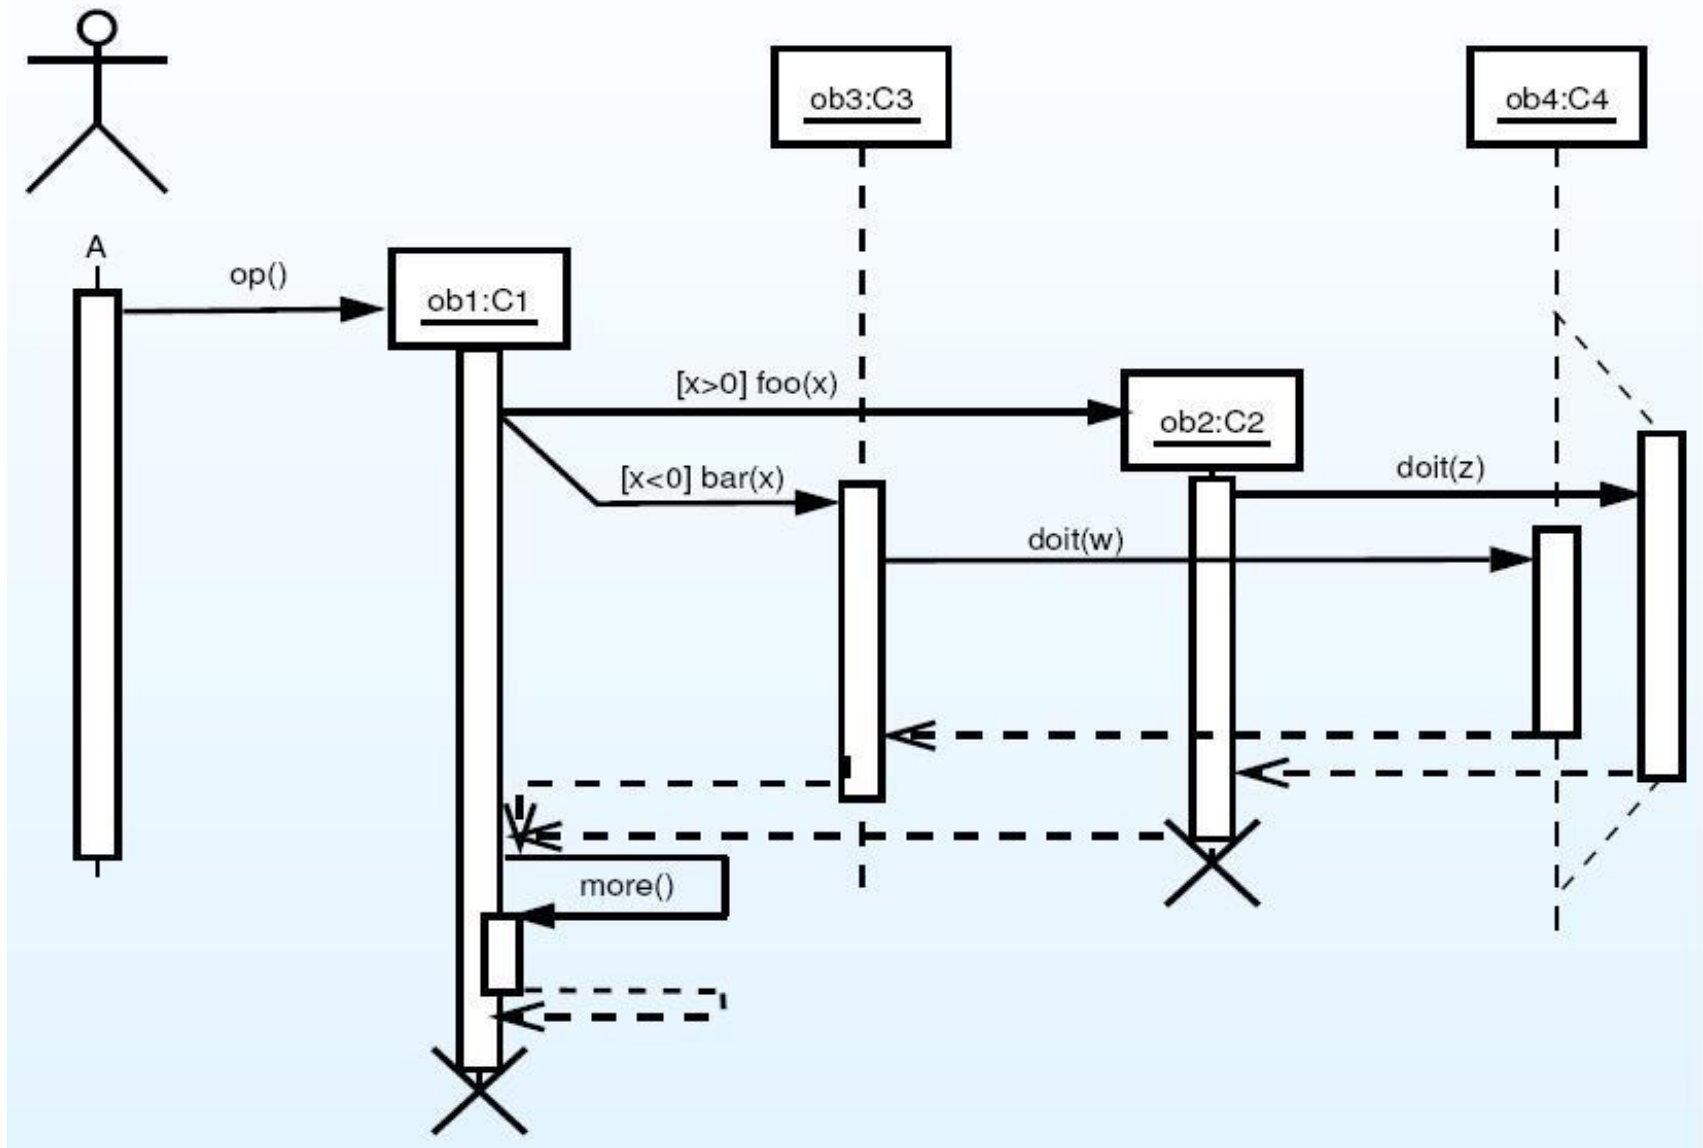 ob3:C3
ob4:C4
A
op()
ob1:C1
[x>0] foo(x)
ob2:C2
[x<0] bar(x)
doit(z)
doit(w)
more()